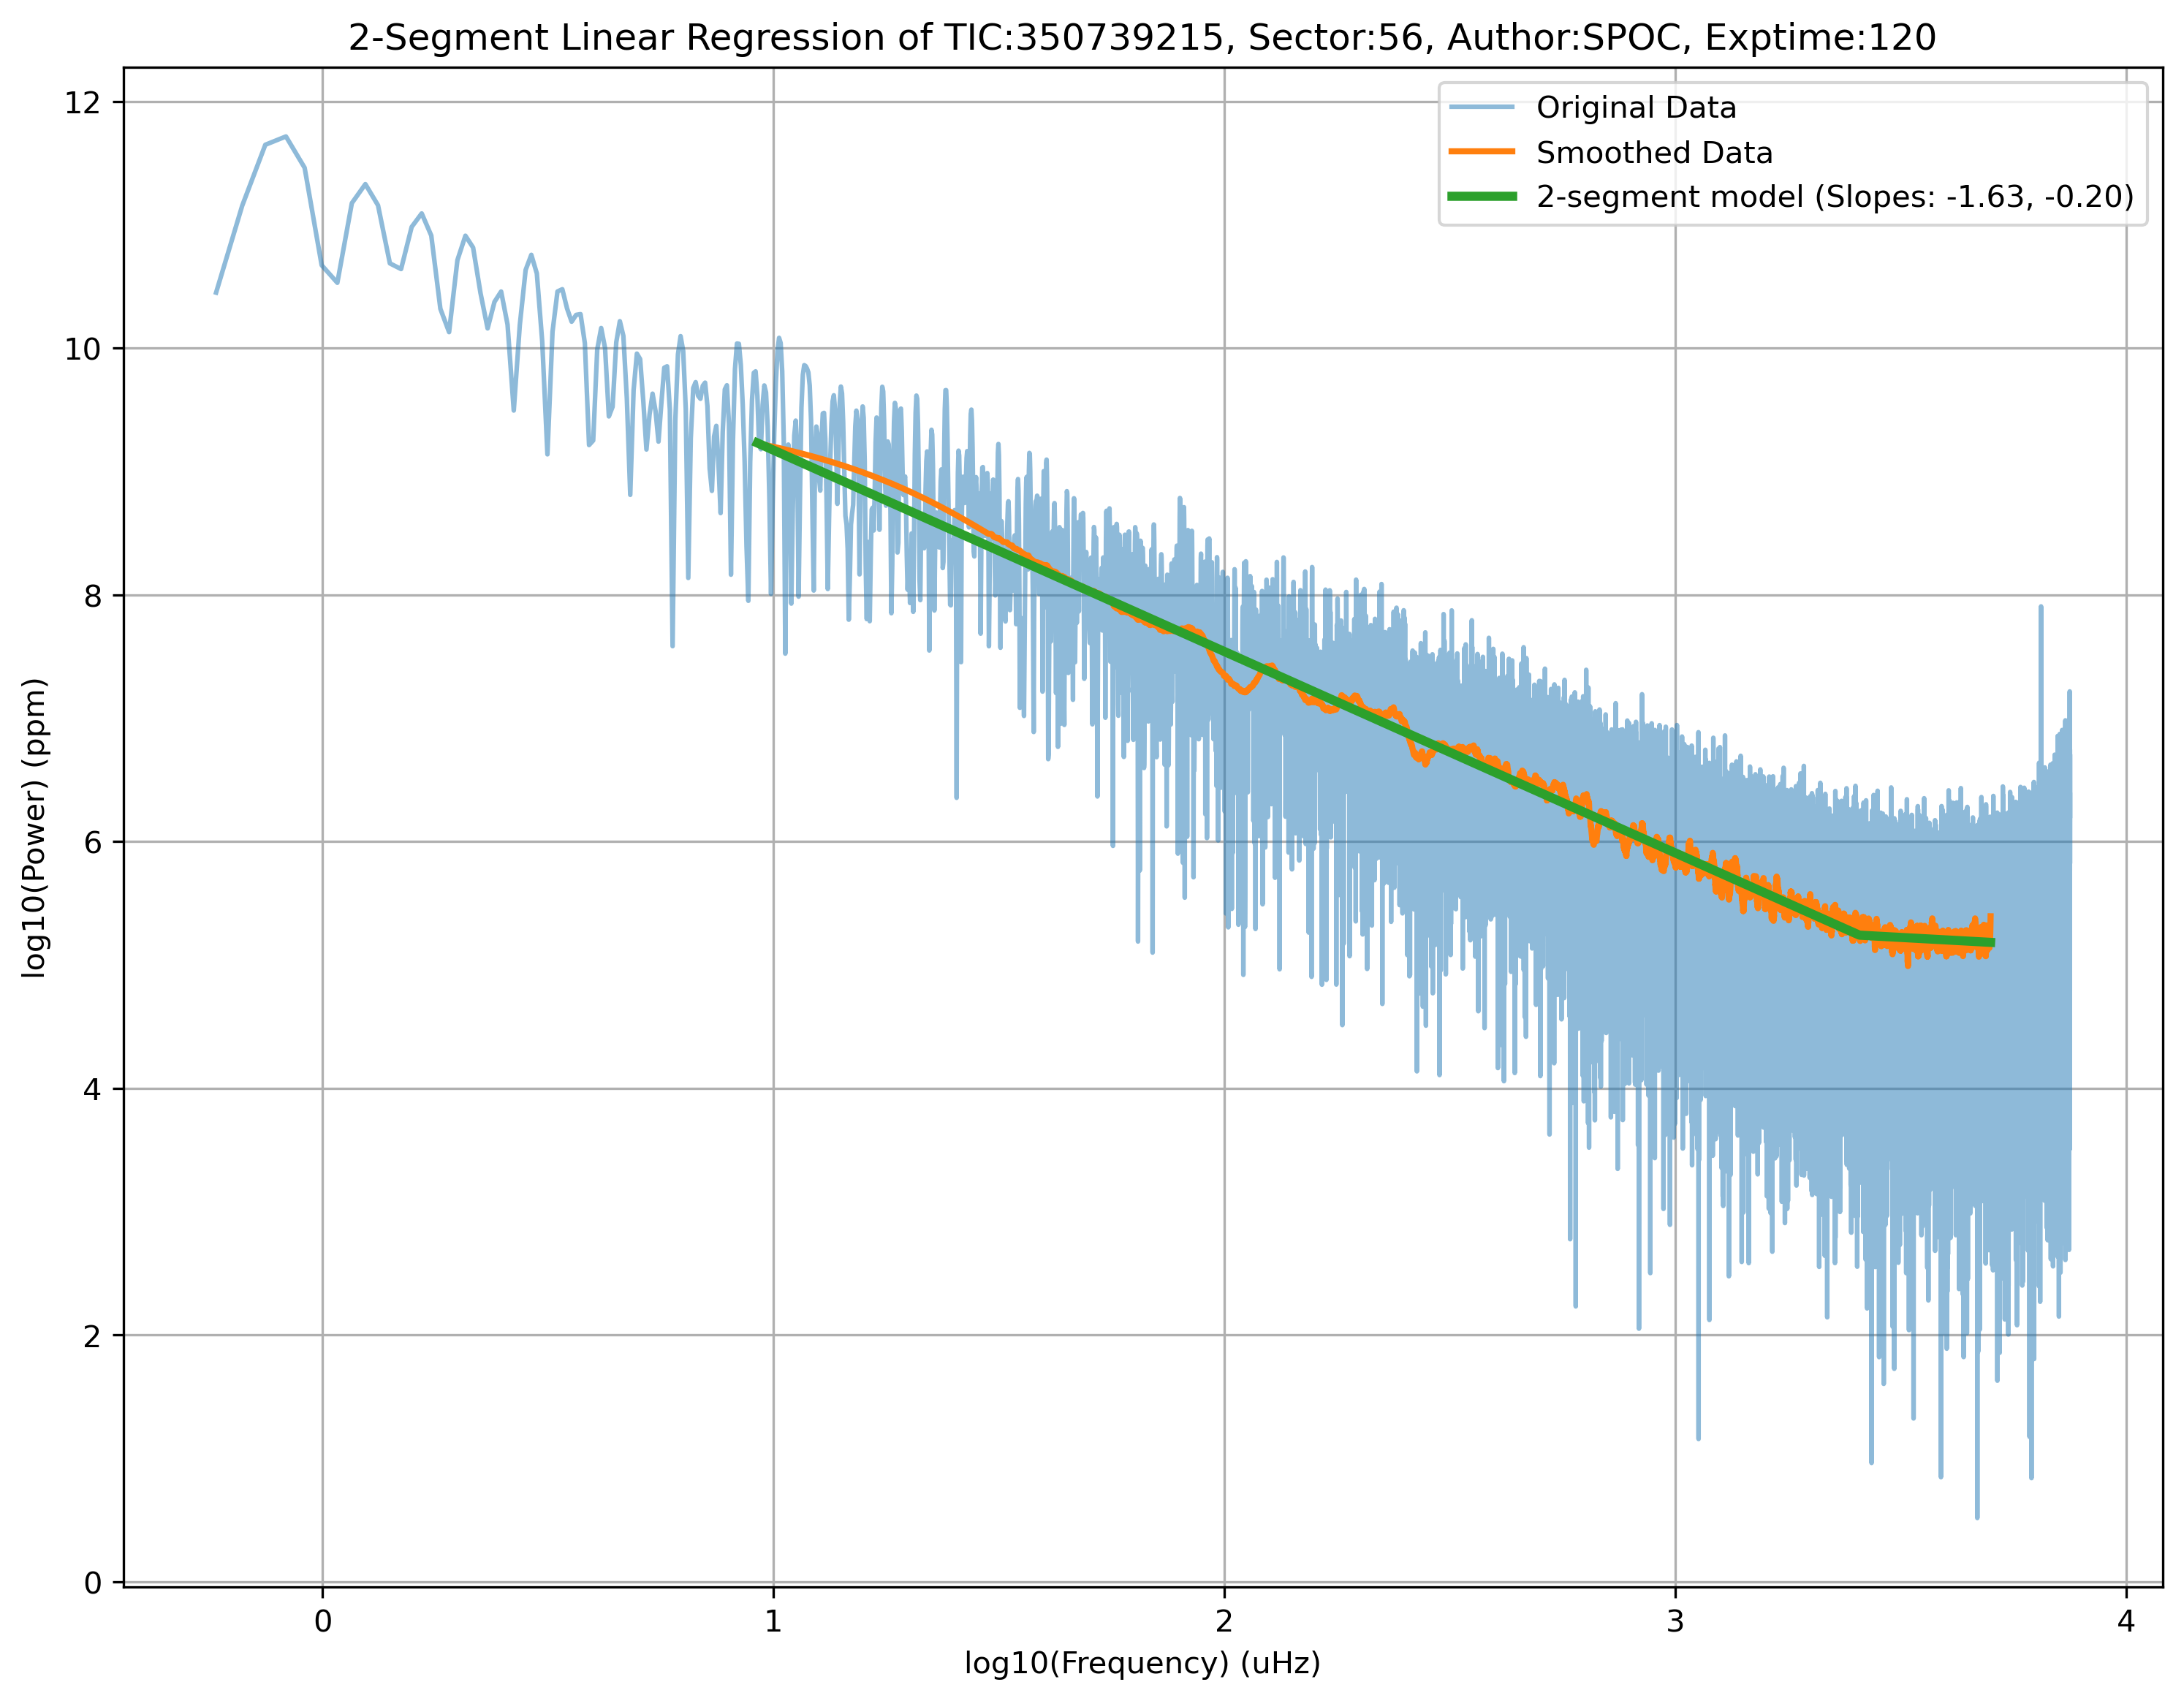 2-Segment Linear Regression of TIC:350739215, Sector:56, Author:SPOC, Exptime:120
Original Data
Smoothed Data
2-segment model (Slopes: -1.63, -0.20)
12
10
8
6
4
2
0
log10(Power) (ppm)
0 1 2 3 4
log10(Frequency) (uHz)